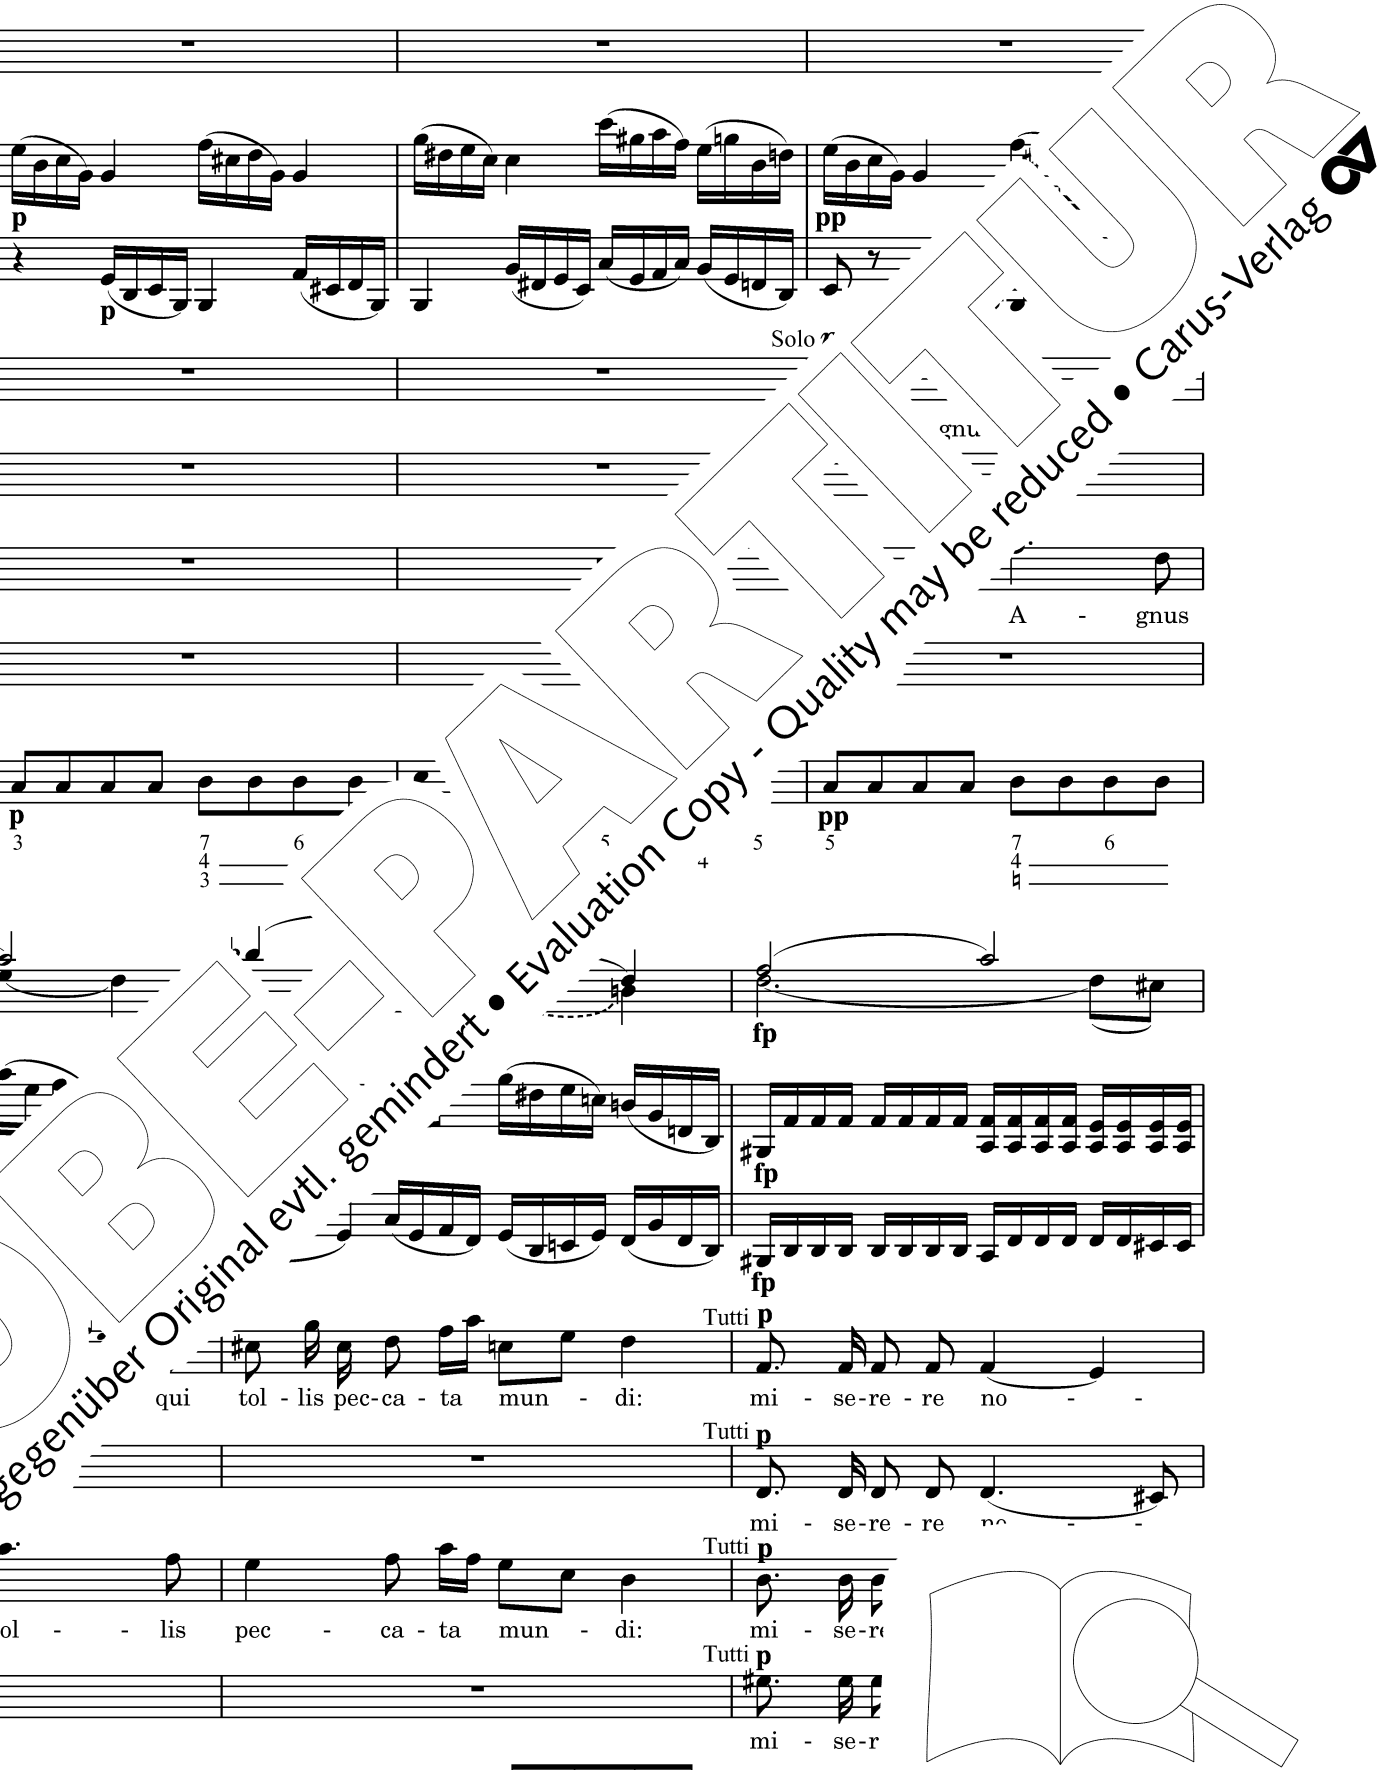 p
pp
p
Solo
gnu
A - gnus
p
pp
3 7 6 5 5 5 7 6
4 4 4
3 ♮
fp
fp
fp
Tutti p
qui tol - lis pec - ca - ta mun - di: mi - se - re - re no - -
Tutti p
mi - se - re - re no - -
Tutti p
ol - - lis pec - ca - ta mun - di: mi - se - re
Tutti p
mi - se - r
OBEPARTITUR
gegenüber Original evtl. gemindert • Evaluation Copy - Quality may be reduced • Carus-Verlag